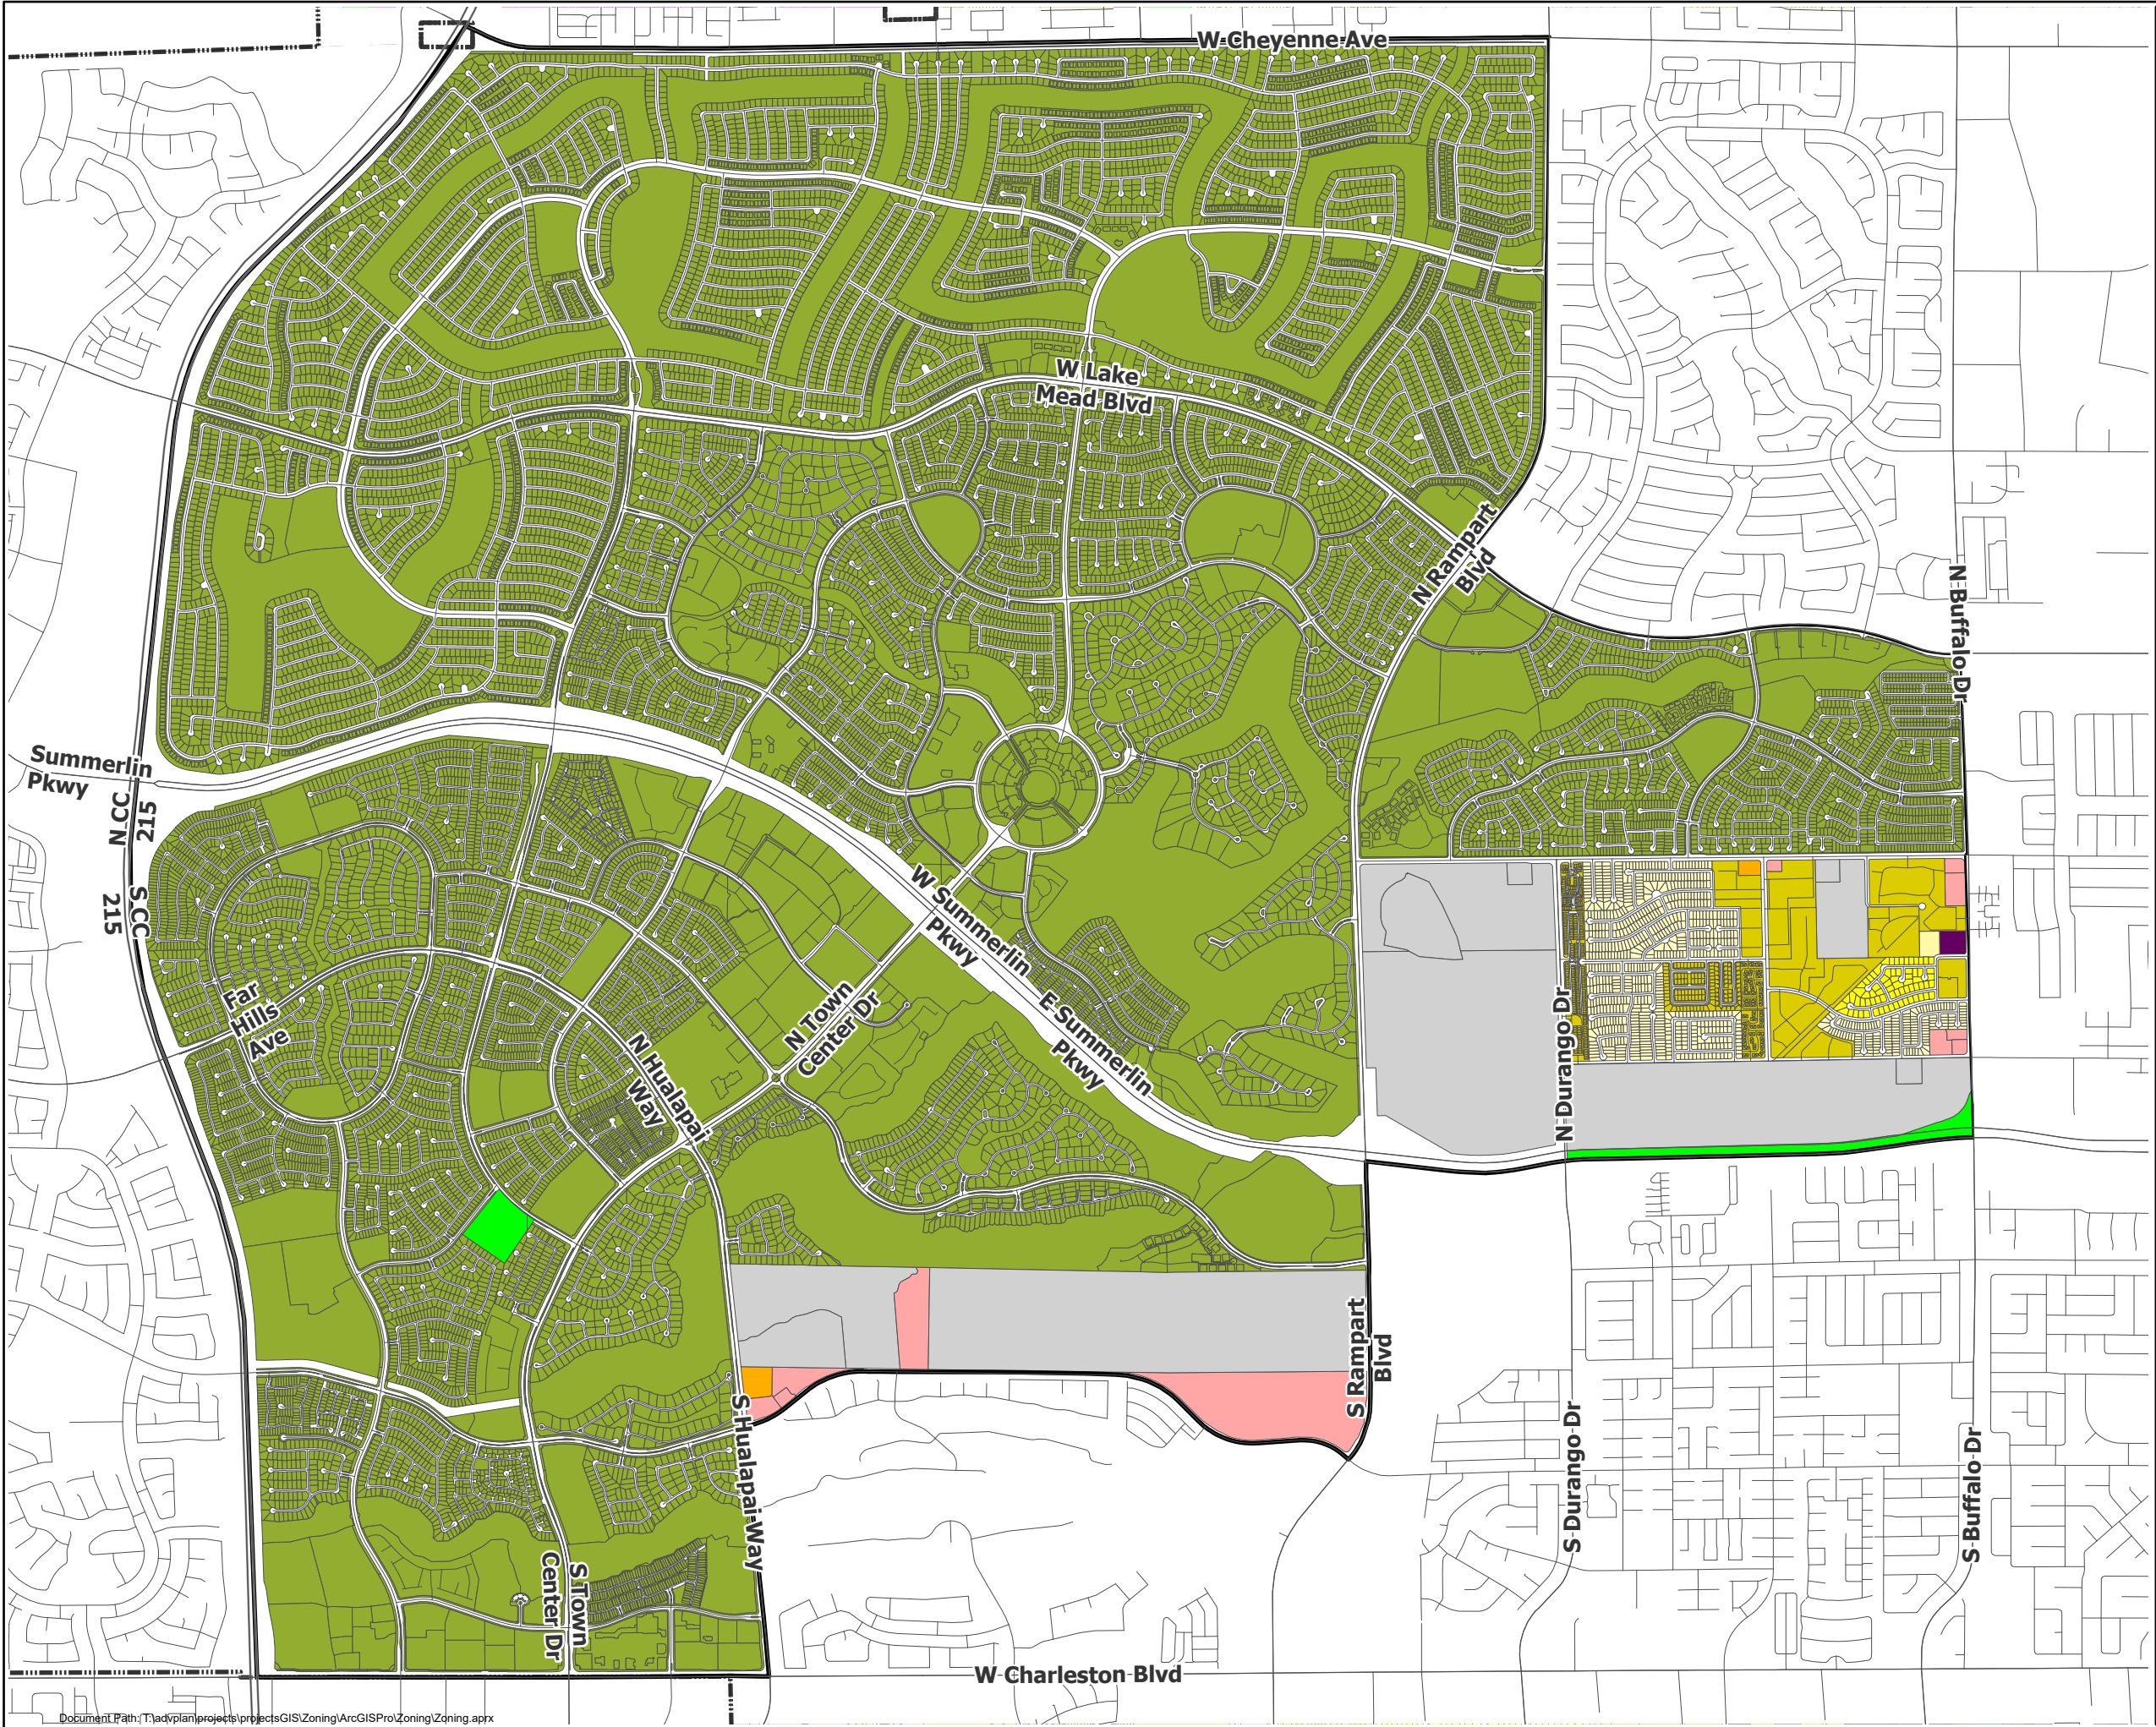 W Cheyenne Ave
W Lake
Mead Blvd
N Rampart
Blvd
N Buffalo Dr
Summerlin
Pkwy
N CC
215
S CC
215
W Summerlin
Pkwy
Far
Hills
Ave
N Town
Center Dr
E Summerlin
Pkwy
N Hualapai
Way
N Durango Dr
S Rampart
Blvd
S Hualapai Way
S Durango Dr
S Buffalo Dr
S Town
Center Dr
W Charleston Blvd
Document Path: T:\advplan\projects\projectsGIS\Zoning\ArcGISPro\Zoning\Zoning.aprx